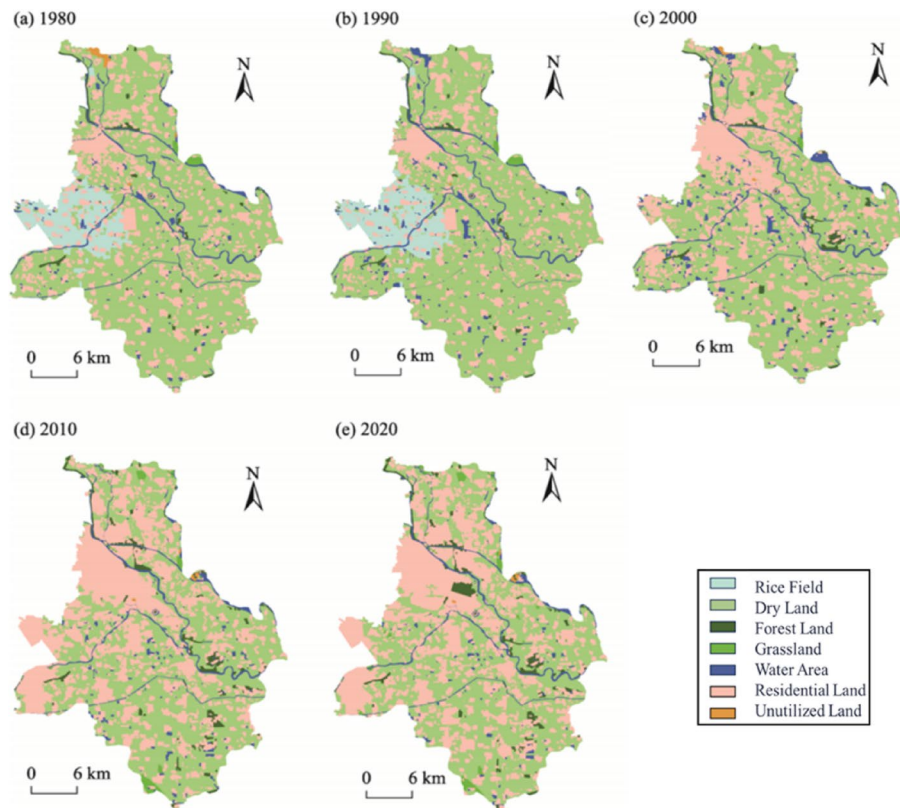 (a) 1980
(b) 1990
(c) 2000
N
N
N
0 6 km
0 6 km
0 6 km
(d) 2010
(e) 2020
N
N
0 6 km
0 6 km
Rice Field
Dry Land
Forest Land
Grassland
Water Area
Residential Land
Unutilized Land